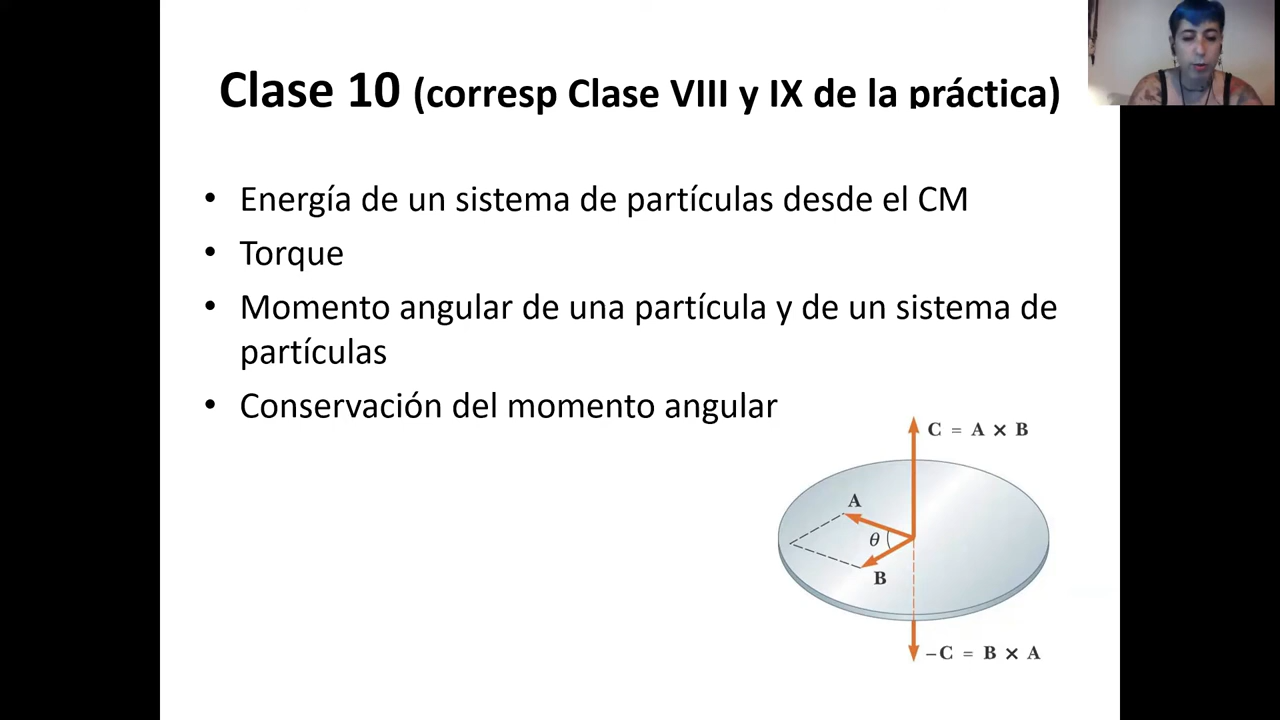 Clase 10 (corresp Clase VIII y IX de la práctica)
• Energía de un sistema de partículas desde el CM
• Torque
• Momento angular de una partícula y de un sistema de
partículas
• Conservación del momento angular
C = A × B
A
θ
B
−C = B × A